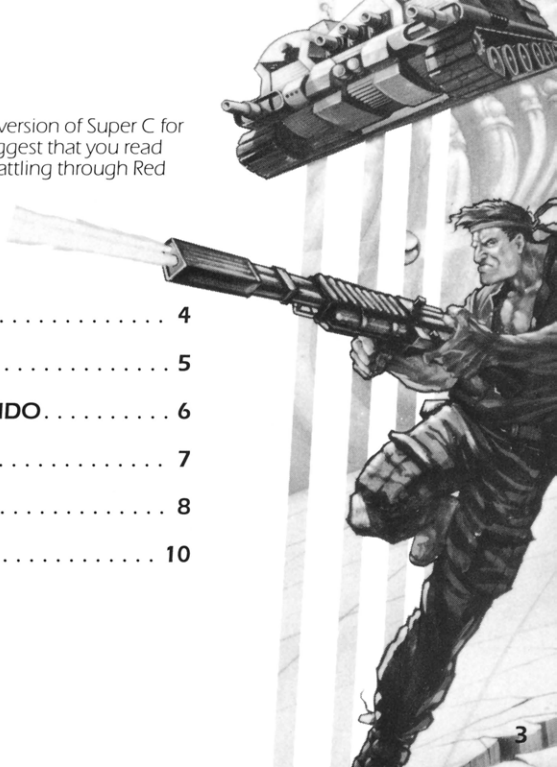 version of Super C for
ggest that you read
attling through Red
. . . . . . . . . . . . . . 4
. . . . . . . . . . . . . . 5
NDO. . . . . . . . . . 6
. . . . . . . . . . . . . . 7
. . . . . . . . . . . . . . 8
. . . . . . . . . . . . . 10
3